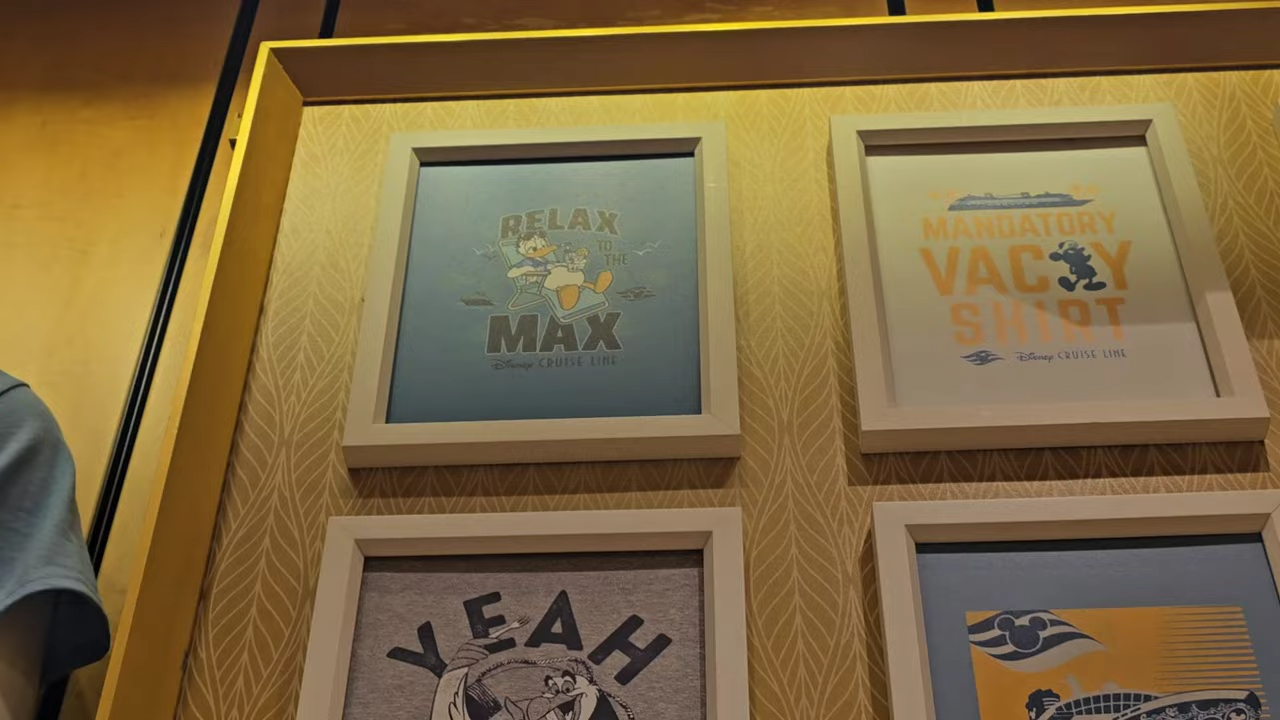 RELAX
TO
THE
MAX
Disney CRUISE LINE
MANDATORY
VACAY
SHIRT
Disney CRUISE LINE
YEAH